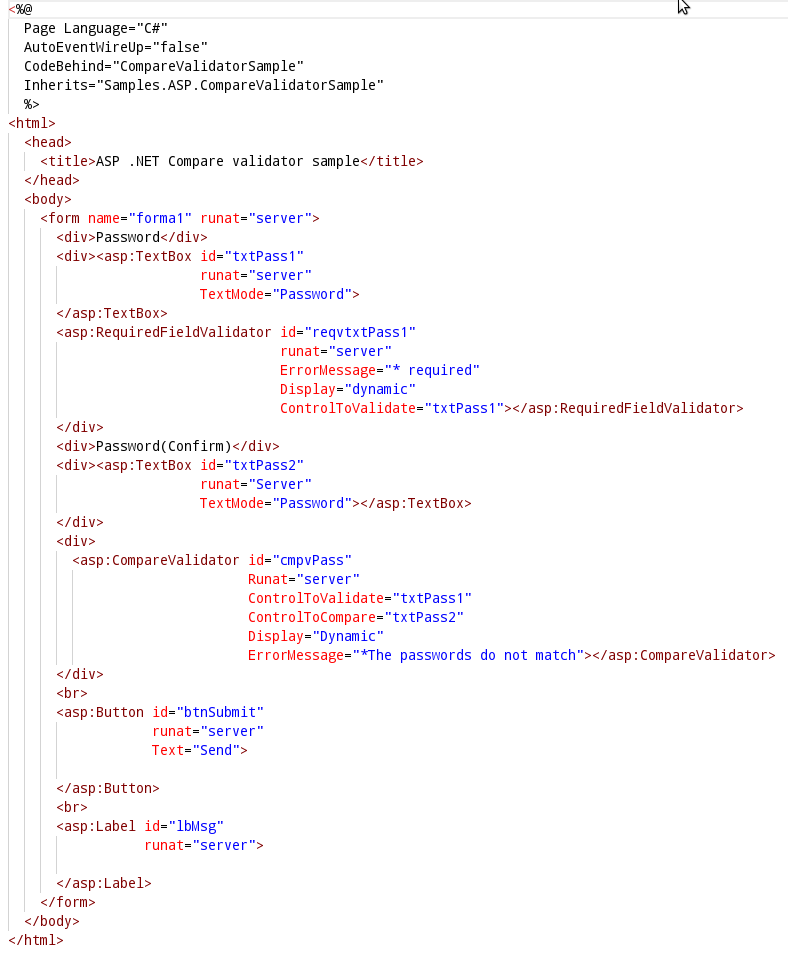 <%@
Page Language="C#"
AutoEventWireUp="false"
CodeBehind="CompareValidatorSample"
Inherits="Samples.ASP.CompareValidatorSample"
%>
<html>
<head>
<title>ASP .NET Compare validator sample</title>
</head>
<body>
<form name="forma1" runat="server">
<div>Password</div>
<div><asp:TextBox id="txtPass1"
runat="server"
TextMode="Password">
</asp:TextBox>
<asp:RequiredFieldValidator id="reqvtxtPass1"
runat="server"
ErrorMessage="* required"
Display="dynamic"
ControlToValidate="txtPass1"></asp:RequiredFieldValidator>
</div>
<div>Password(Confirm)</div>
<div><asp:TextBox id="txtPass2"
runat="Server"
TextMode="Password"></asp:TextBox>
</div>
<div>
<asp:CompareValidator id="cmpvPass"
Runat="server"
ControlToValidate="txtPass1"
ControlToCompare="txtPass2"
Display="Dynamic"
ErrorMessage="*The passwords do not match"></asp:CompareValidator>
</div>
<br>
<asp:Button id="btnSubmit"
runat="server"
Text="Send">
</asp:Button>
<br>
<asp:Label id="lbMsg"
runat="server">
</asp:Label>
</form>
</body>
</html>